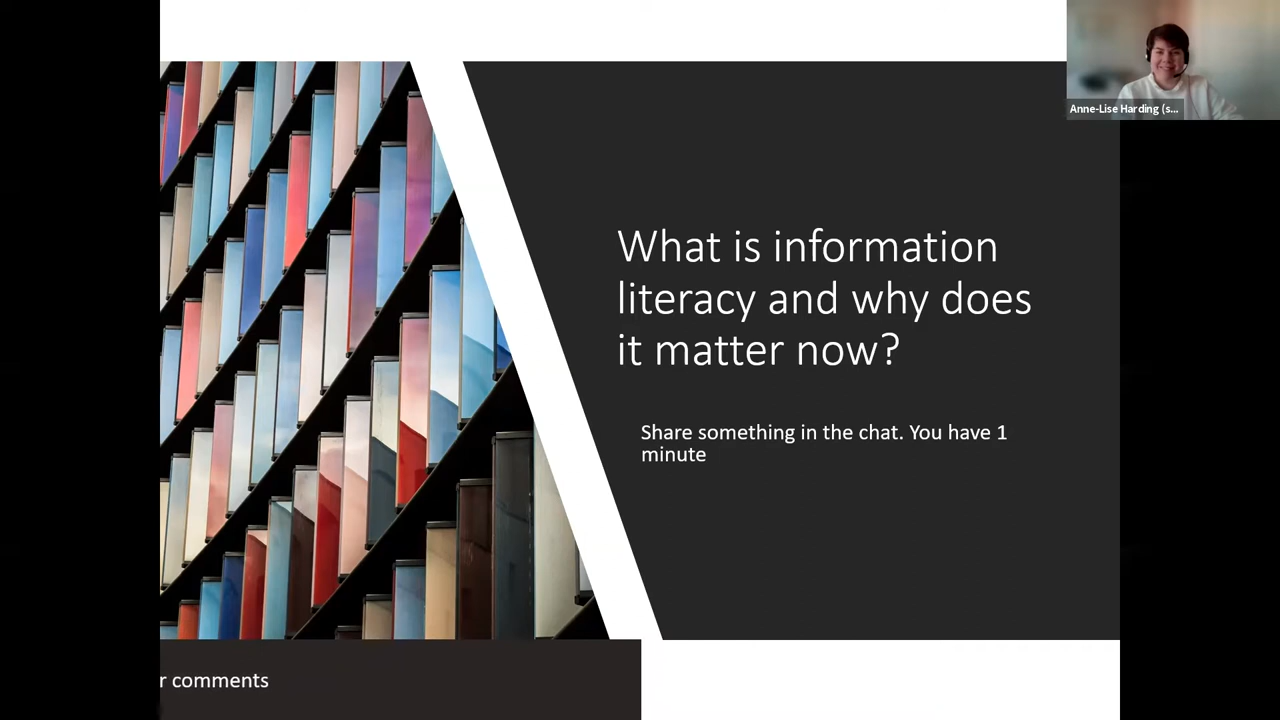 Anne-Lise Harding (s...
What is information
literacy and why does
it matter now?
Share something in the chat. You have 1
minute
r comments